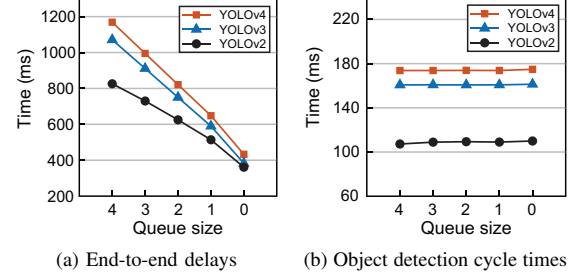 1200
1000
800
600
400
200
Time (ms)
YOLOv4
YOLOv3
YOLOv2
4 3 2 1 0
Queue size
(a) End-to-end delays
220
180
140
100
60
Time (ms)
YOLOv4
YOLOv3
YOLOv2
4 3 2 1 0
Queue size
(b) Object detection cycle times